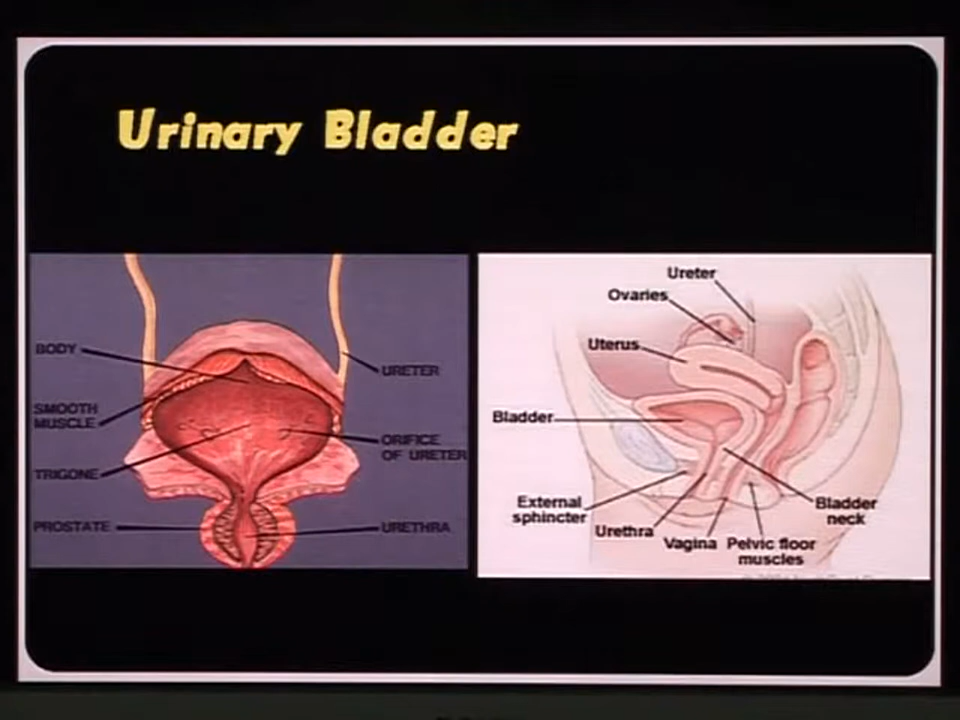 Urinary Bladder
BODY
SMOOTH
MUSCLE
TRIGONE
PROSTATE
URETER
ORIFICE
OF URETER
URETHRA
Ureter
Ovaries
Uterus
Bladder
External
sphincter
Urethra
Vagina
Pelvic floor
muscles
Bladder
neck